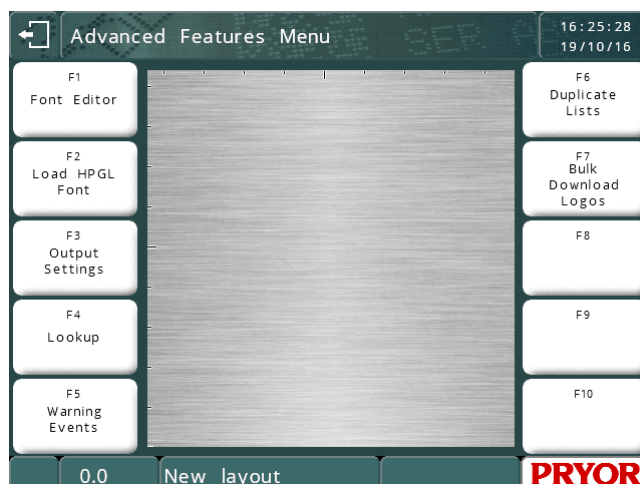 Advanced Features Menu
16:25:28
19/10/16
F1
Font Editor
F2
Load HPGL
Font
F3
Output
Settings
F4
Lookup
F5
Warning
Events
F6
Duplicate
Lists
F7
Bulk
Download
Logos
F8
F9
F10
0.0
New layout
PRYOR